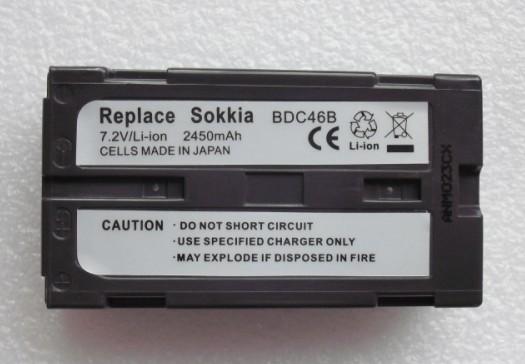 Replace Sokkia BDC46B
7.2V/Li-ion 2450mAh
CELLS MADE IN JAPAN
CE
Li-ion
CAUTION · DO NOT SHORT CIRCUIT
· USE SPECIFIED CHARGER ONLY
· MAY EXPLODE IF DISPOSED IN FIRE
ANM023CX